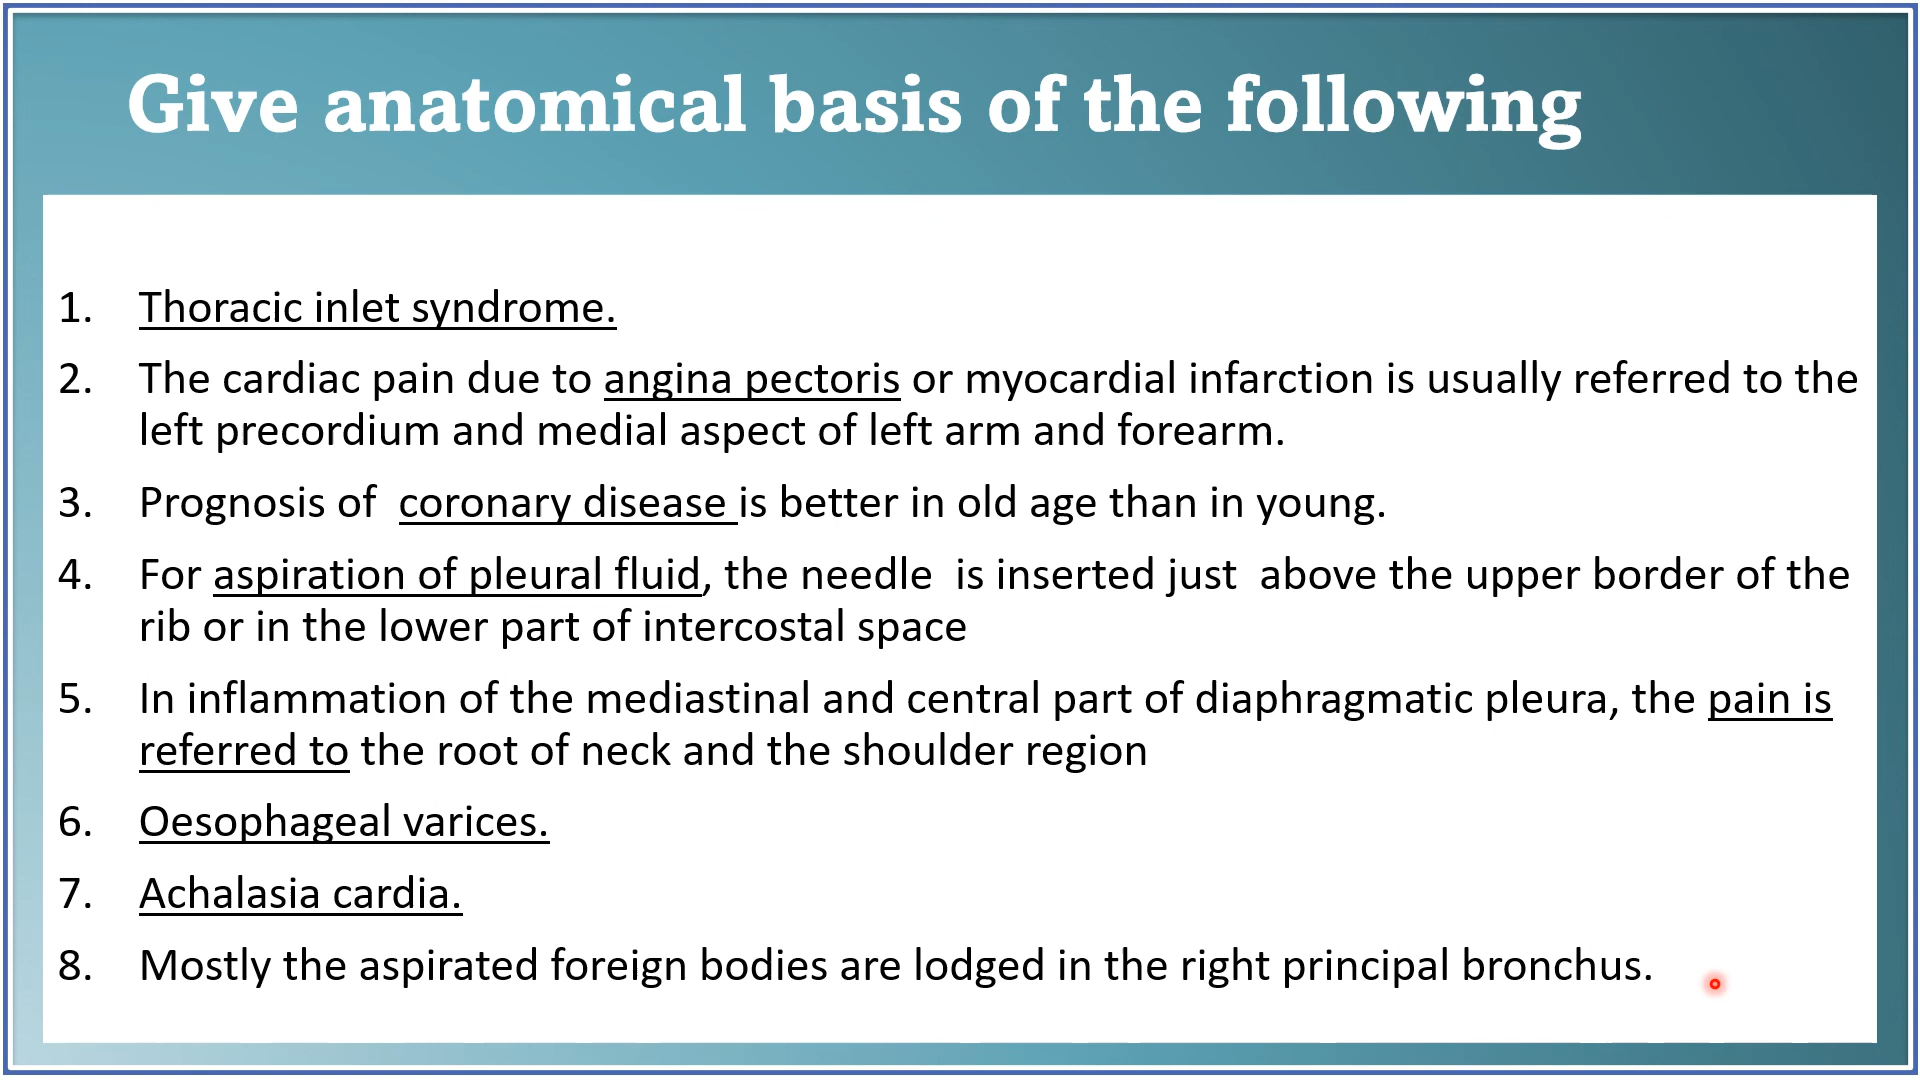 Give anatomical basis of the following
1. Thoracic inlet syndrome.
2. The cardiac pain due to angina pectoris or myocardial infarction is usually referred to the
left precordium and medial aspect of left arm and forearm.
3. Prognosis of coronary disease is better in old age than in young.
4. For aspiration of pleural fluid, the needle is inserted just above the upper border of the
rib or in the lower part of intercostal space
5. In inflammation of the mediastinal and central part of diaphragmatic pleura, the pain is
referred to the root of neck and the shoulder region
6. Oesophageal varices.
7. Achalasia cardia.
8. Mostly the aspirated foreign bodies are lodged in the right principal bronchus.